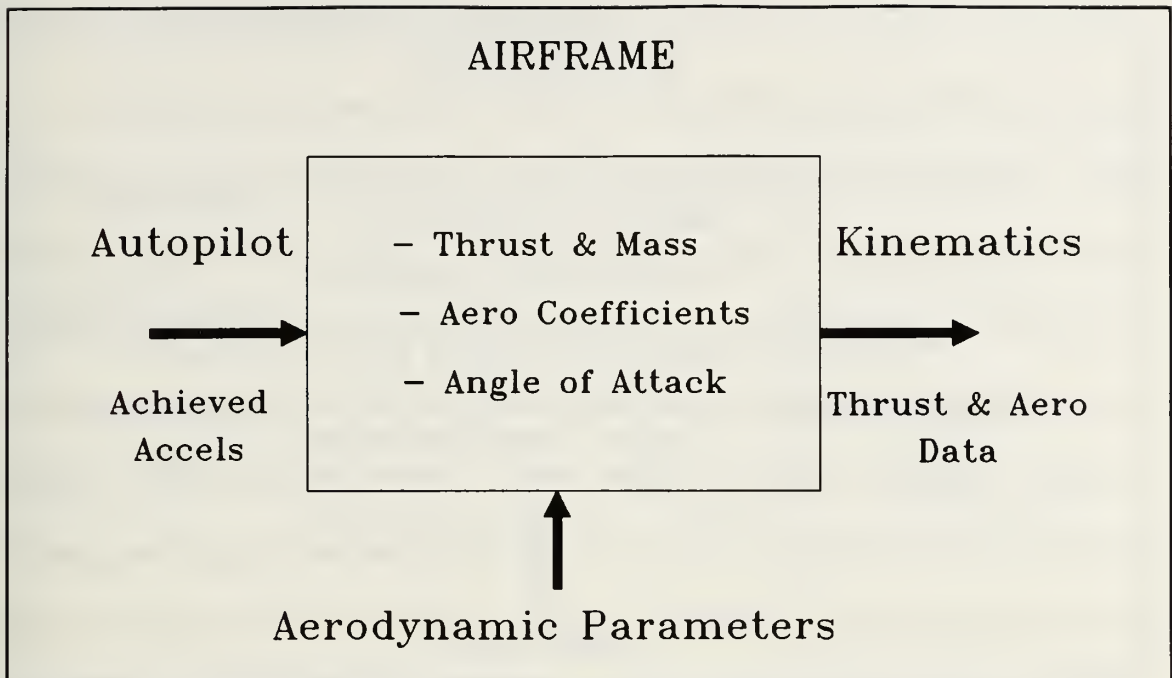 AIRFRAME
Autopilot
Achieved
Accels
– Thrust & Mass
– Aero Coefficients
– Angle of Attack
Kinematics
Thrust & Aero
Data
Aerodynamic Parameters